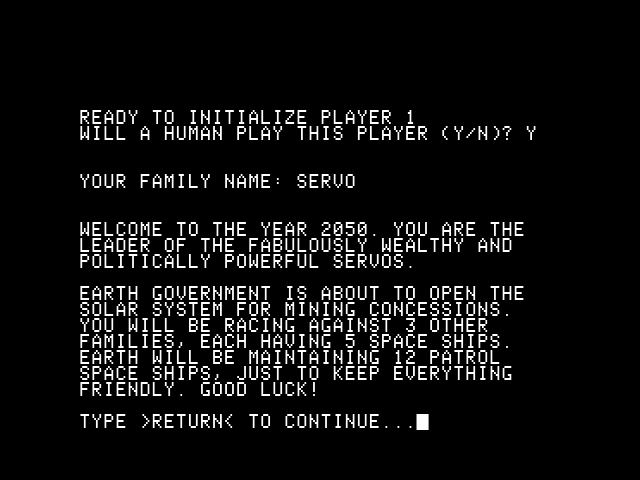 READY TO INITIALIZE PLAYER 1
WILL A HUMAN PLAY THIS PLAYER (Y/N)? Y
YOUR FAMILY NAME: SERVO
WELCOME TO THE YEAR 2050. YOU ARE THE
LEADER OF THE FABULOUSLY WEALTHY AND
POLITICALLY POWERFUL SERVOS.
EARTH GOVERNMENT IS ABOUT TO OPEN THE
SOLAR SYSTEM FOR MINING CONCESSIONS.
YOU WILL BE RACING AGAINST 3 OTHER
FAMILIES, EACH HAVING 5 SPACE SHIPS.
EARTH WILL BE MAINTAINING 12 PATROL
SPACE SHIPS, JUST TO KEEP EVERYTHING
FRIENDLY. GOOD LUCK!
TYPE >RETURN< TO CONTINUE...